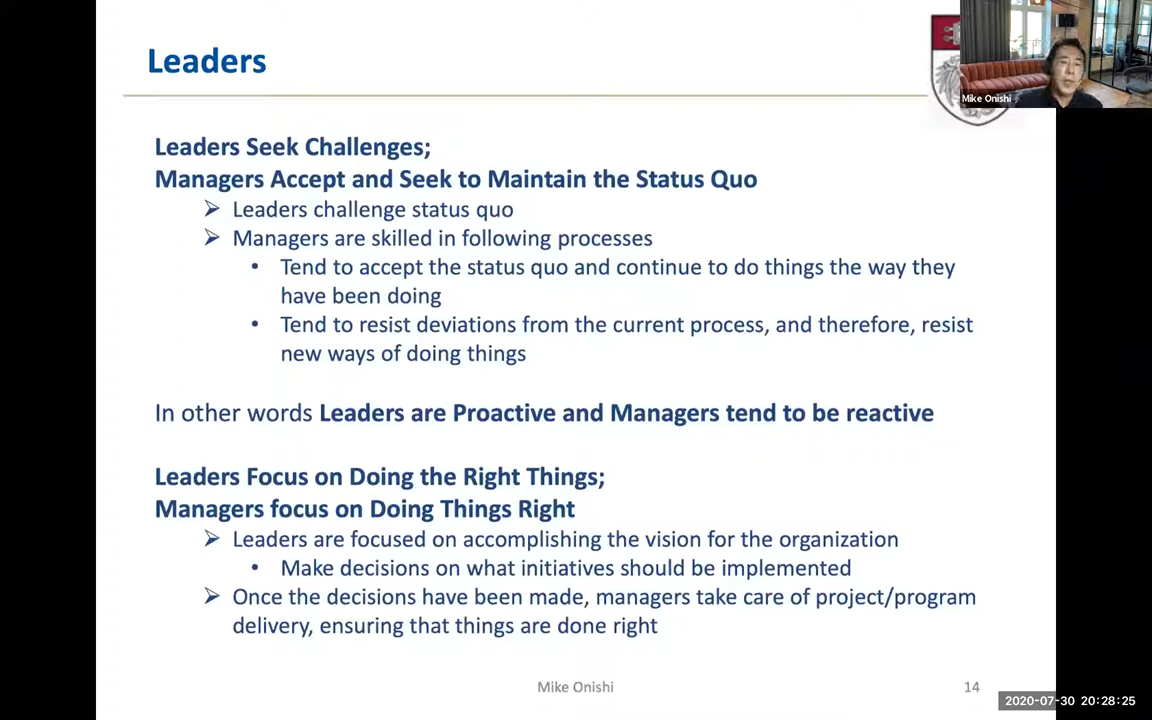 Leaders
Mike Onishi
Leaders Seek Challenges;
Managers Accept and Seek to Maintain the Status Quo
➢ Leaders challenge status quo
➢ Managers are skilled in following processes
• Tend to accept the status quo and continue to do things the way they
have been doing
• Tend to resist deviations from the current process, and therefore, resist
new ways of doing things
In other words Leaders are Proactive and Managers tend to be reactive
Leaders Focus on Doing the Right Things;
Managers focus on Doing Things Right
➢ Leaders are focused on accomplishing the vision for the organization
• Make decisions on what initiatives should be implemented
➢ Once the decisions have been made, managers take care of project/program
delivery, ensuring that things are done right
Mike Onishi
14
2020-07-30 20:28:25